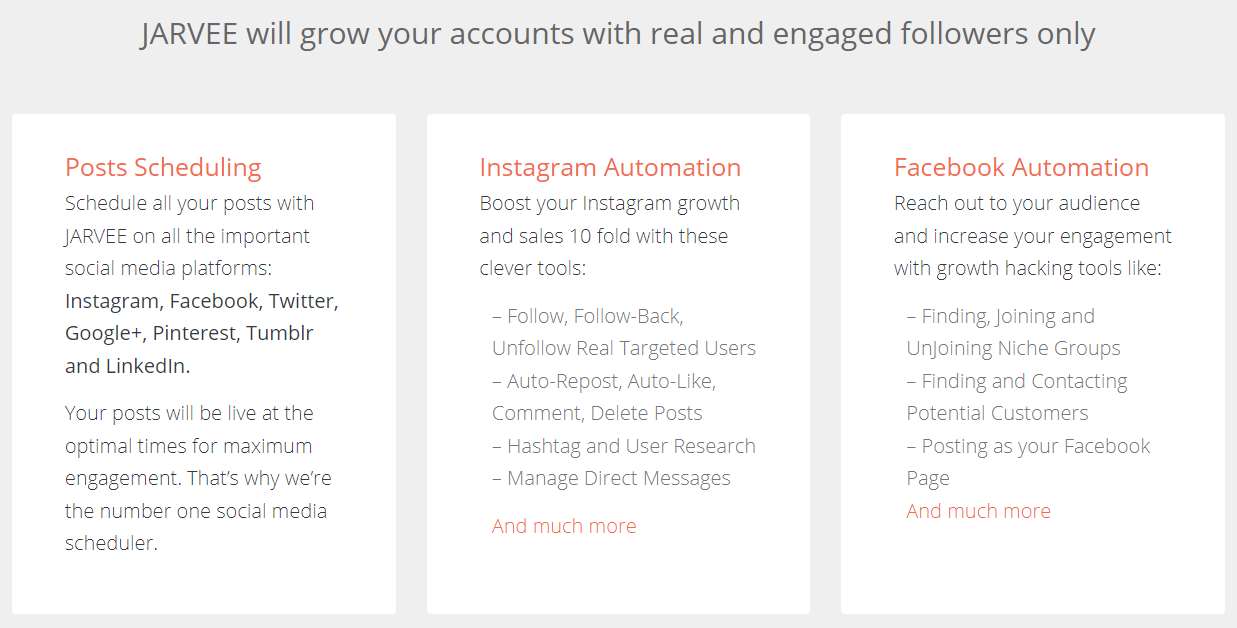 JARVEE will grow your accounts with real and engaged followers only
Posts Scheduling
Schedule all your posts with
JARVEE on all the important
social media platforms:
Instagram, Facebook, Twitter,
Google+, Pinterest, Tumblr
and LinkedIn.
Your posts will be live at the
optimal times for maximum
engagement. That’s why we’re
the number one social media
scheduler.
Instagram Automation
Boost your Instagram growth
and sales 10 fold with these
clever tools:
– Follow, Follow-Back,
Unfollow Real Targeted Users
– Auto-Repost, Auto-Like,
Comment, Delete Posts
– Hashtag and User Research
– Manage Direct Messages
And much more
Facebook Automation
Reach out to your audience
and increase your engagement
with growth hacking tools like:
– Finding, Joining and
UnJoining Niche Groups
– Finding and Contacting
Potential Customers
– Posting as your Facebook
Page
And much more